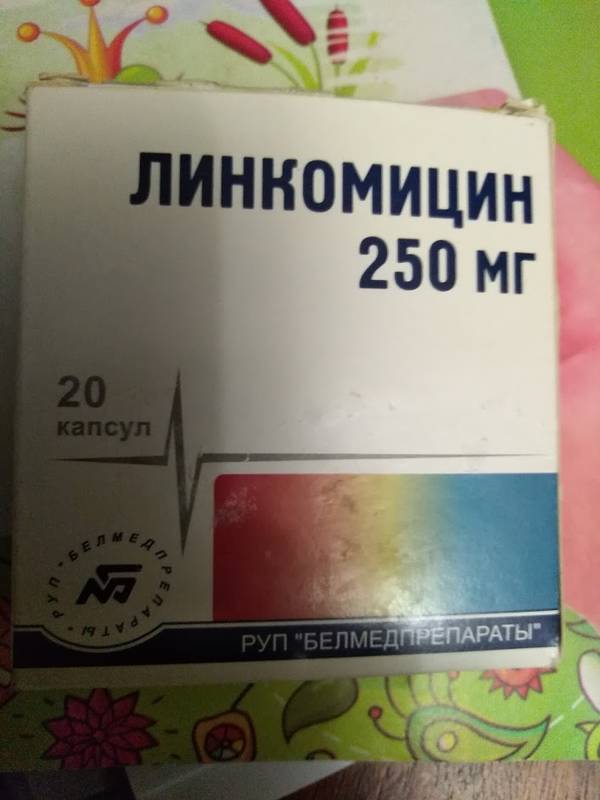 ЛИНКОМИЦИН
250 мг
20
капсул
РУП "БЕЛМЕДПРЕПАРАТЫ"
РУП "БЕЛМЕДПРЕПАРАТЫ"